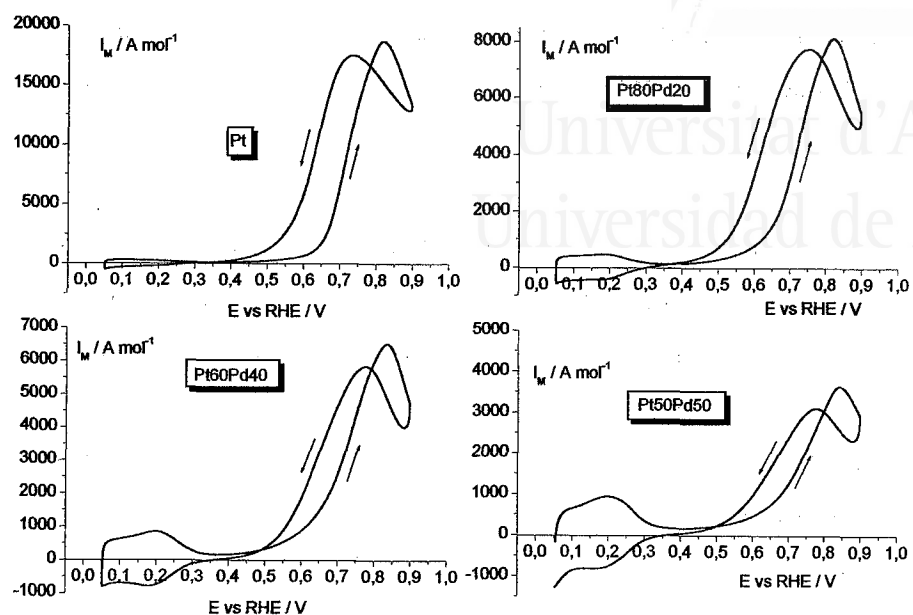 I_M / A mol⁻¹
20000
15000
10000
5000
0
Pt
0,0 0,1 0,2 0,3 0,4 0,5 0,6 0,7 0,8 0,9 1,0
E vs RHE / V
I_M / A mol⁻¹
8000
6000
4000
2000
0
Pt80Pd20
0,0 0,1 0,2 0,3 0,4 0,5 0,6 0,7 0,8 0,9 1,0
E vs RHE / V
Universitat d'A
Universidad de
I_M / A mol⁻¹
7000
6000
5000
4000
3000
2000
1000
0
-1000
Pt60Pd40
0,0 0,1 0,2 0,3 0,4 0,5 0,6 0,7 0,8 0,9 1,0
E vs RHE / V
I_M / A mol⁻¹
5000
4000
3000
2000
1000
0
-1000
Pt50Pd50
0,0 0,1 0,2 0,3 0,4 0,5 0,6 0,7 0,8 0,9 1,0
E vs RHE / V